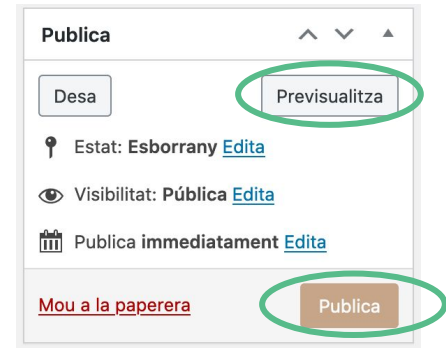 Publica
Desa Previsualitza
Estat: Esborrany Edita
Visibilitat: Pública Edita
Publica immediatament Edita
Mou a la paperera Publica